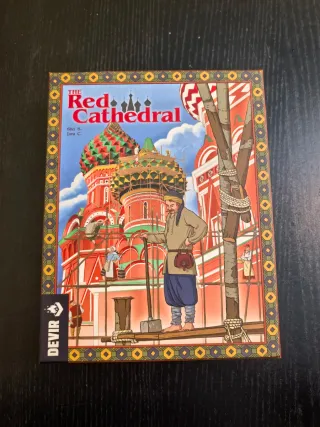 THE
Red
Cathedral
DEVIR